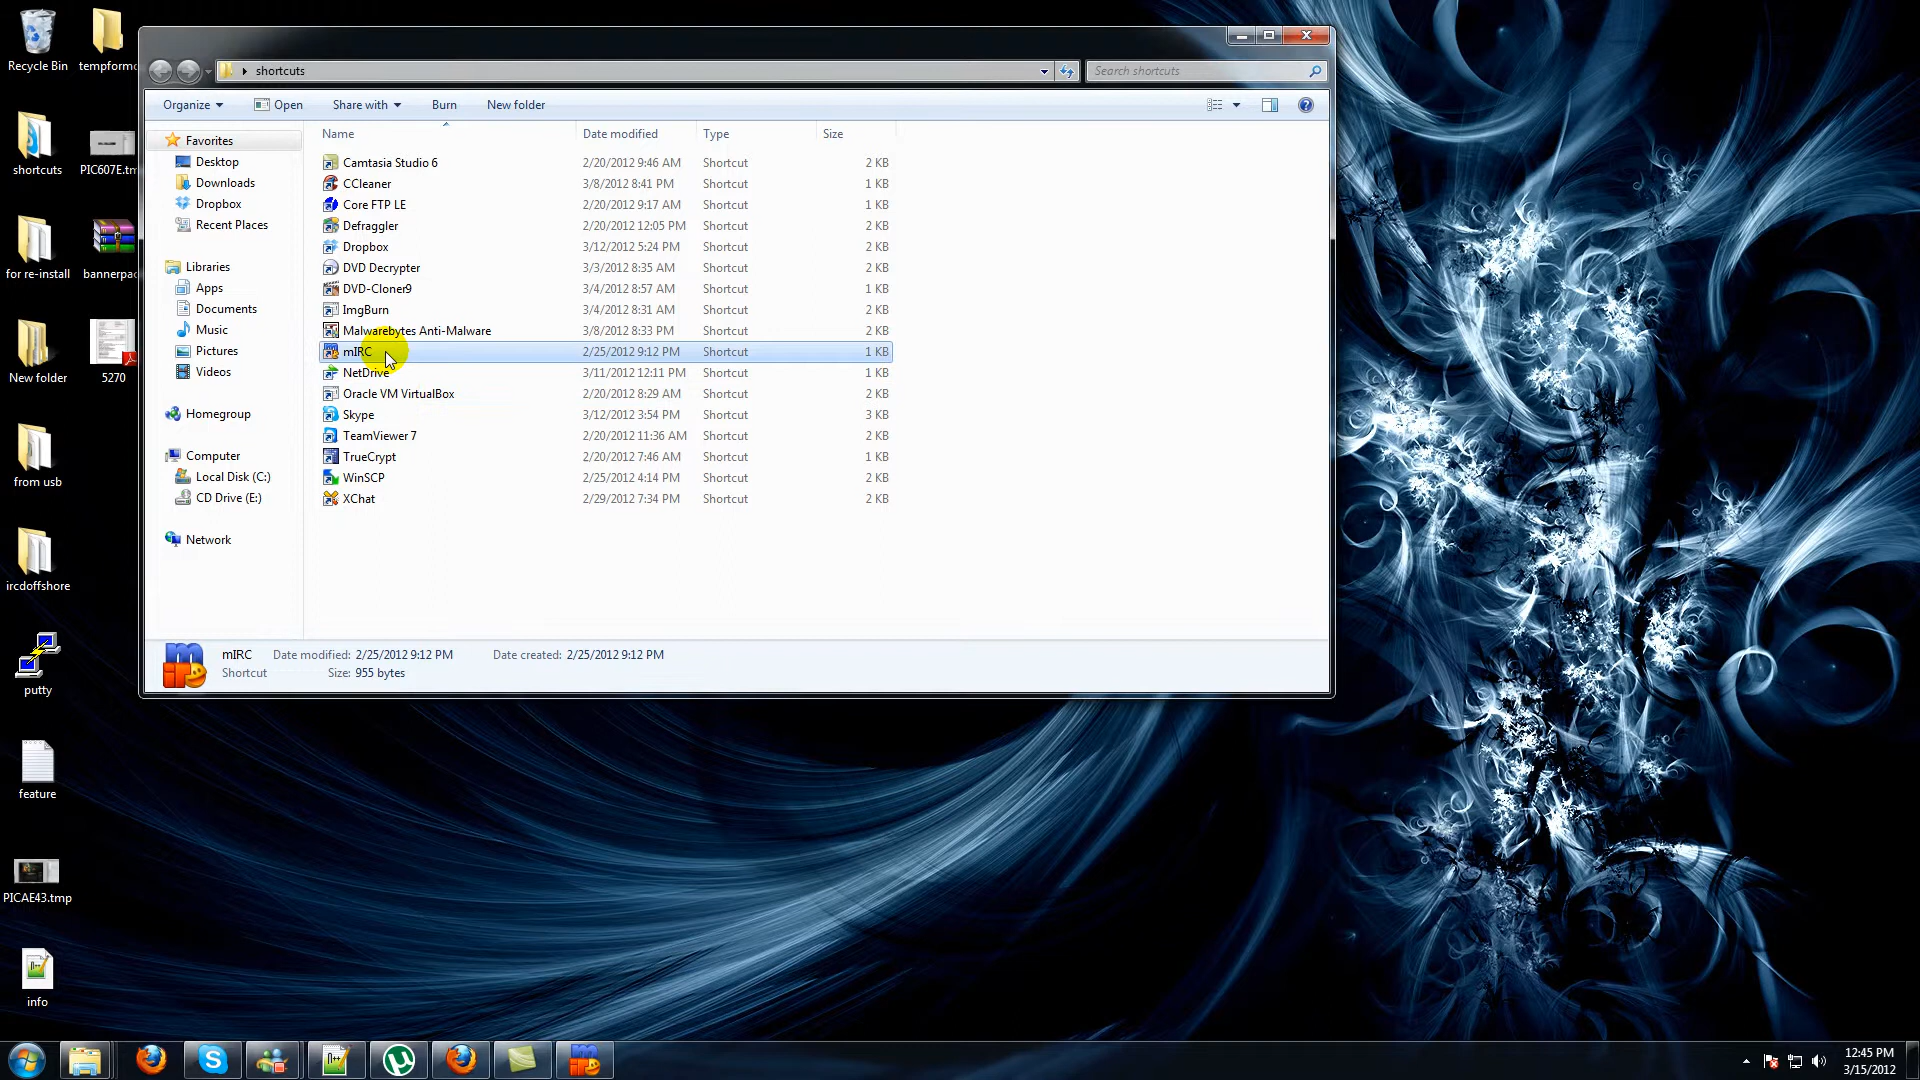 Recycle Bin
tempformo
shortcuts
PIC607E.tm
for re-install
bannerpac
New folder
5270
from usb
ircdoffshore
putty
feature
PICAE43.tmp
info
shortcuts
Search shortcuts
Organize
Open
Share with
Burn
New folder
Favorites
Desktop
Downloads
Dropbox
Recent Places
Libraries
Apps
Documents
Music
Pictures
Videos
Homegroup
Computer
Local Disk (C:)
CD Drive (E:)
Network
Name Date modified Type Size
Camtasia Studio 6 2/20/2012 9:46 AM Shortcut 2 KB
CCleaner 3/8/2012 8:41 PM Shortcut 1 KB
Core FTP LE 2/20/2012 9:17 AM Shortcut 1 KB
Defraggler 2/20/2012 12:05 PM Shortcut 2 KB
Dropbox 3/12/2012 5:24 PM Shortcut 2 KB
DVD Decrypter 3/3/2012 8:35 AM Shortcut 2 KB
DVD-Cloner9 3/4/2012 8:57 AM Shortcut 1 KB
ImgBurn 3/4/2012 8:31 AM Shortcut 2 KB
Malwarebytes Anti-Malware 3/8/2012 8:33 PM Shortcut 2 KB
mIRC 2/25/2012 9:12 PM Shortcut 1 KB
NetDrive 3/11/2012 12:11 PM Shortcut 1 KB
Oracle VM VirtualBox 2/20/2012 8:29 AM Shortcut 2 KB
Skype 3/12/2012 3:54 PM Shortcut 3 KB
TeamViewer 7 2/20/2012 11:36 AM Shortcut 2 KB
TrueCrypt 2/20/2012 7:46 AM Shortcut 1 KB
WinSCP 2/25/2012 4:14 PM Shortcut 2 KB
XChat 2/29/2012 7:34 PM Shortcut 2 KB
mIRC Date modified: 2/25/2012 9:12 PM Date created: 2/25/2012 9:12 PM
Shortcut Size: 955 bytes
12:45 PM
3/15/2012